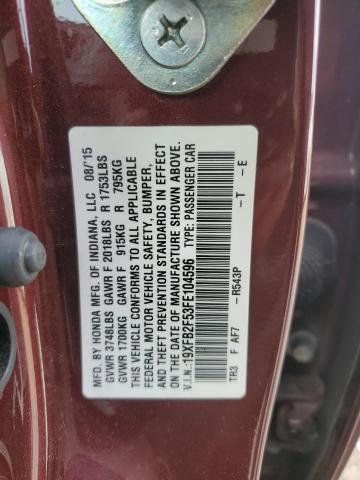 MFD. BY HONDA MFG. OF INDIANA, LLC 08/'15
GVWR 3748LBS GAWR F 2018LBS R 1753LBS
GVWR 1700KG GAWR F 915KG R 795KG
THIS VEHICLE CONFORMS TO ALL APPLICABLE
FEDERAL MOTOR VEHICLE SAFETY, BUMPER,
AND THEFT PREVENTION STANDARDS IN EFFECT
ON THE DATE OF MANUFACTURE SHOWN ABOVE.
V.I.N.: 19XFB2F53FE104596 TYPE: PASSENGER CAR
TR3 F AF7 -R543P -T -E